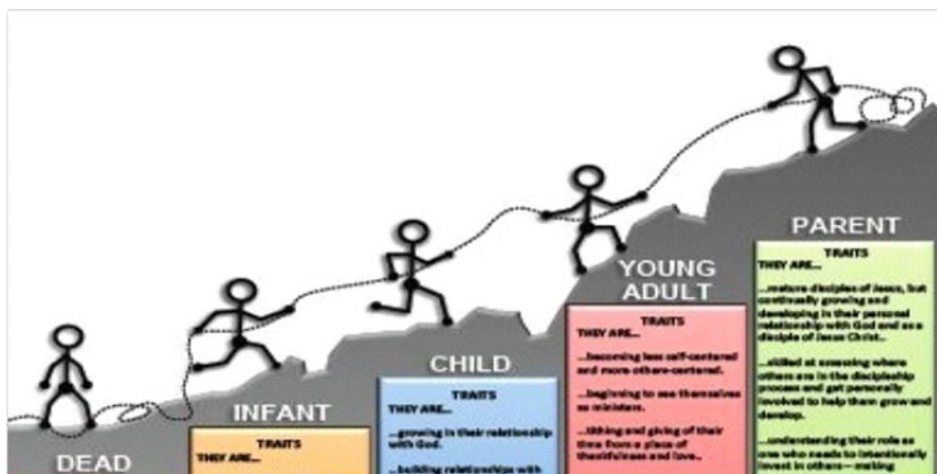 DEAD
INFANT
TRAITS
THEY ARE...
CHILD
TRAITS
THEY ARE...
...growing in their relationship
with God.
...building relationships with
YOUNG
ADULT
TRAITS
THEY ARE...
...becoming less self-centered
and more others-centered.
...beginning to see themselves
as ministers.
...tithing and giving of their
time from a place of
thankfulness and love..
PARENT
TRAITS
THEY ARE...
...mature disciples of Jesus, but
continually growing and
developing in their personal
relationship with God and as a
disciple of Jesus Christ..
...skilled at assessing where
others are in the discipleship
process and get personally
involved to help them grow and
develop.
...understanding their role as
one who needs to intentionally
invest in others—making